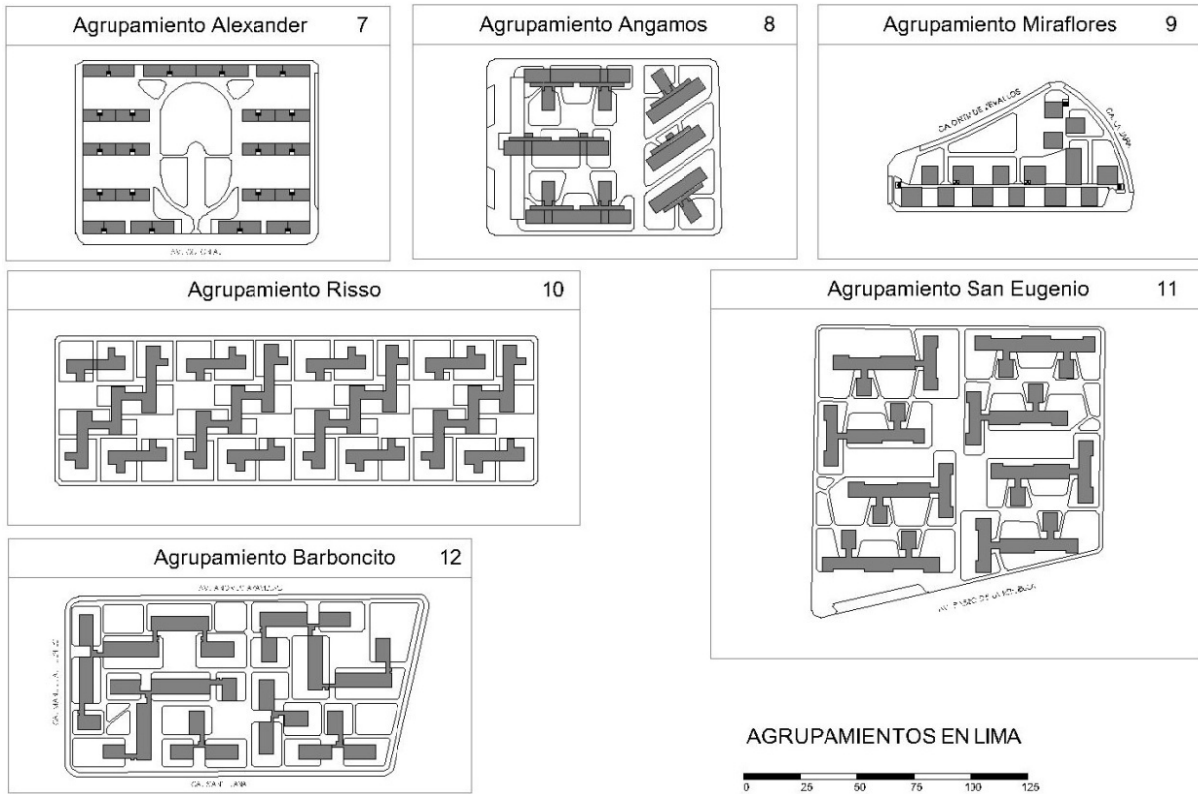 Agrupamiento Alexander 7
Agrupamiento Angamos 8
Agrupamiento Miraflores 9
Agrupamiento Risso 10
Agrupamiento San Eugenio 11
Agrupamiento Barboncito 12
AGRUPAMIENTOS EN LIMA
0 25 50 75 100 125